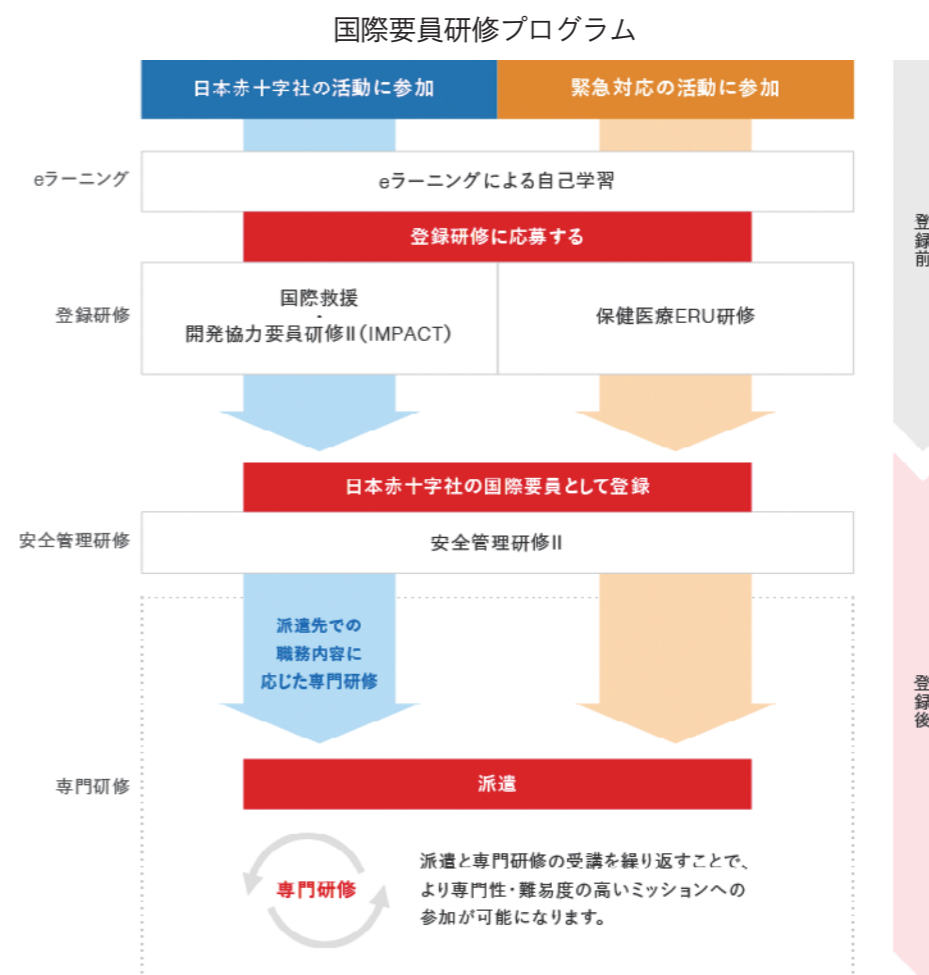 国際要員研修プログラム
日本赤十字社の活動に参加
緊急対応の活動に参加
eラーニング
eラーニングによる自己学習
登録研修に応募する
登録前
登録研修
国際救援
・
開発協力要員研修Ⅱ(IMPACT)
保健医療ERU研修
日本赤十字社の国際要員として登録
安全管理研修
安全管理研修Ⅱ
派遣先での
職務内容に
応じた専門研修
登録後
専門研修
派遣
専門研修
派遣と専門研修の受講を繰り返すことで、
より専門性・難易度の高いミッションへの
参加が可能になります。